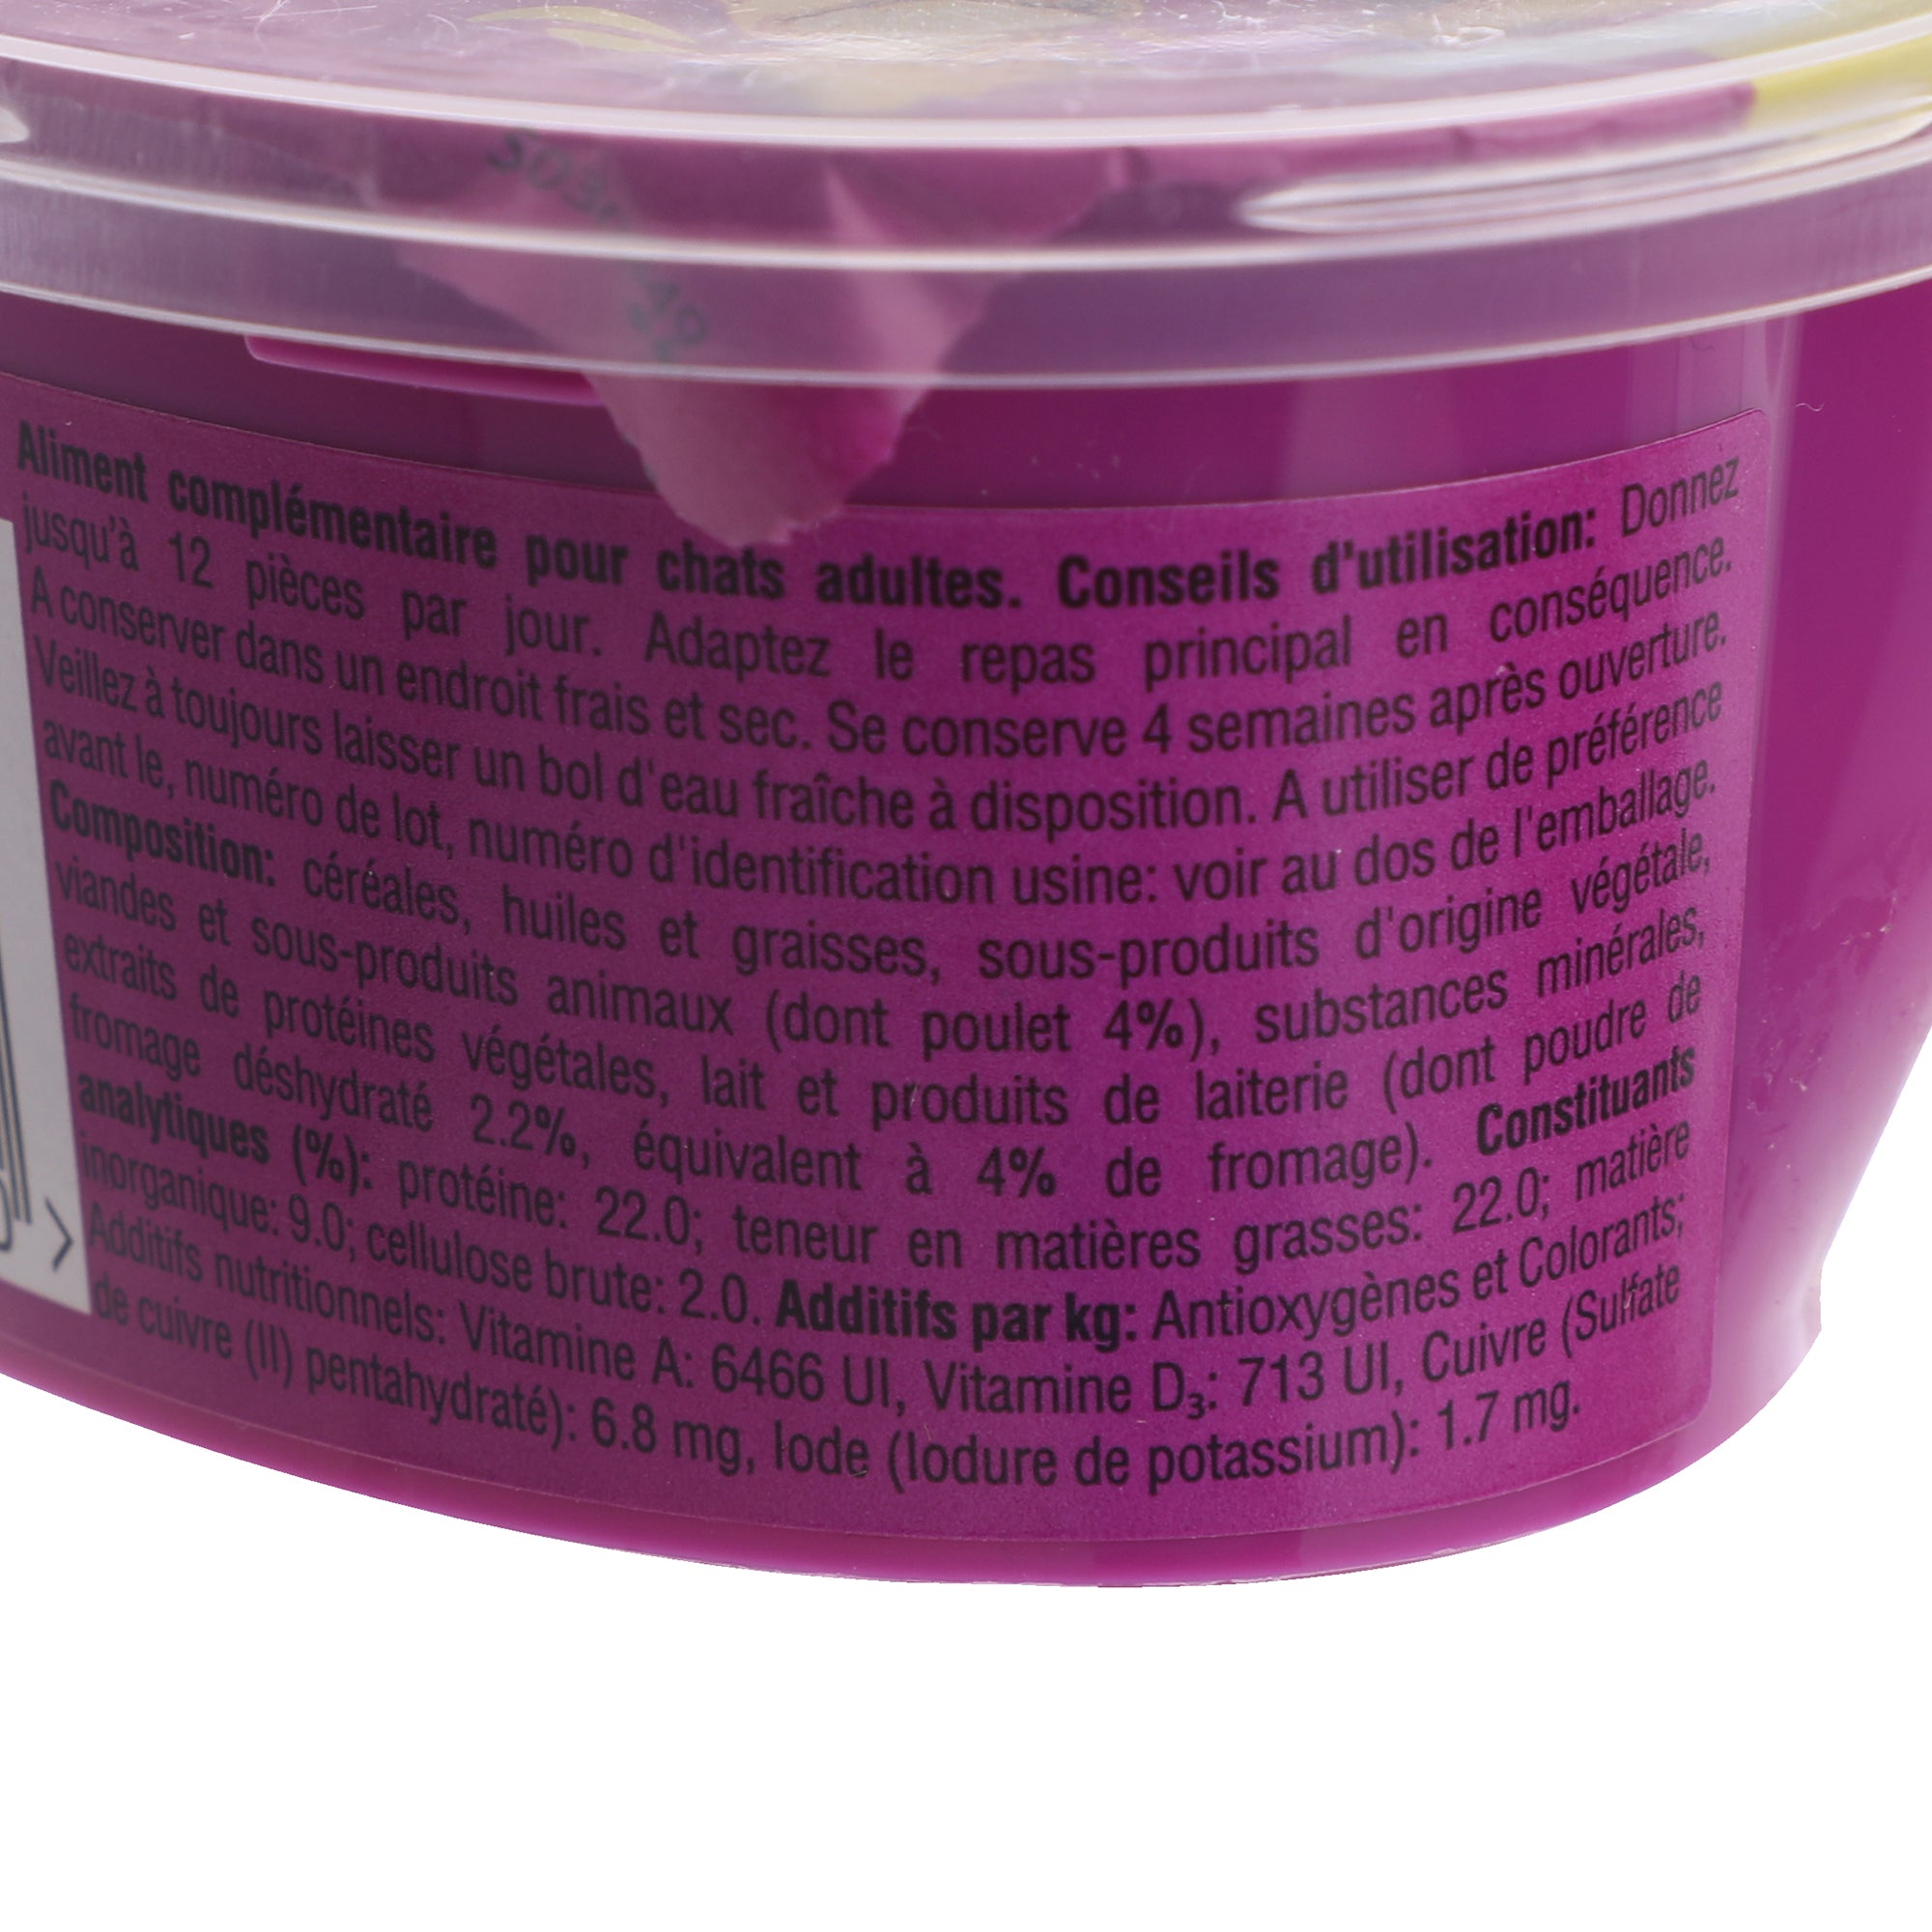 Aliment complémentaire pour chats adultes. Conseils d'utilisation: Donnez
jusqu'à 12 pièces par jour. Adaptez le repas principal en conséquence.
A conserver dans un endroit frais et sec. Se conserve 4 semaines après ouverture.
Veillez à toujours laisser un bol d'eau fraîche à disposition. A utiliser de préférence
avant le, numéro de lot, numéro d'identification usine: voir au dos de l'emballage.
Composition: céréales, huiles et graisses, sous-produits d'origine végétale,
viandes et sous-produits animaux (dont poulet 4%), substances minérales,
extraits de protéines végétales, lait et produits de laiterie (dont poudre de
fromage déshydraté 2.2%, équivalent à 4% de fromage). Constituants
analytiques (%): protéine: 22.0; teneur en matières grasses: 22.0; matière
inorganique: 9.0; cellulose brute: 2.0. Additifs par kg: Antioxygènes et Colorants;
Additifs nutritionnels: Vitamine A: 6466 UI, Vitamine D₃: 713 UI, Cuivre (Sulfate
de cuivre (II) pentahydraté): 6.8 mg, Iode (Iodure de potassium): 1.7 mg.